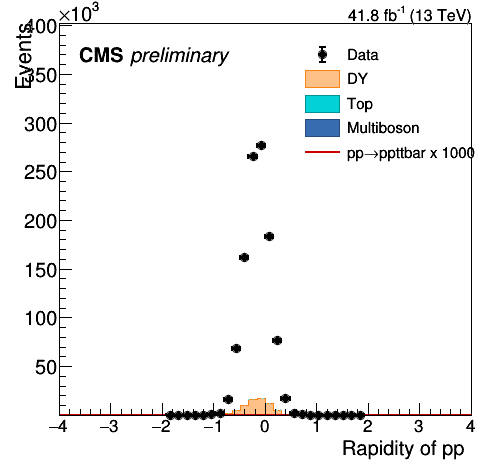 ×10³
41.8 fb⁻¹ (13 TeV)
Events
CMS preliminary
Data
DY
Top
Multiboson
pp→ppttbar x 1000
400
350
300
250
200
150
100
50
−4 −3 −2 −1 0 1 2 3 4
Rapidity of pp